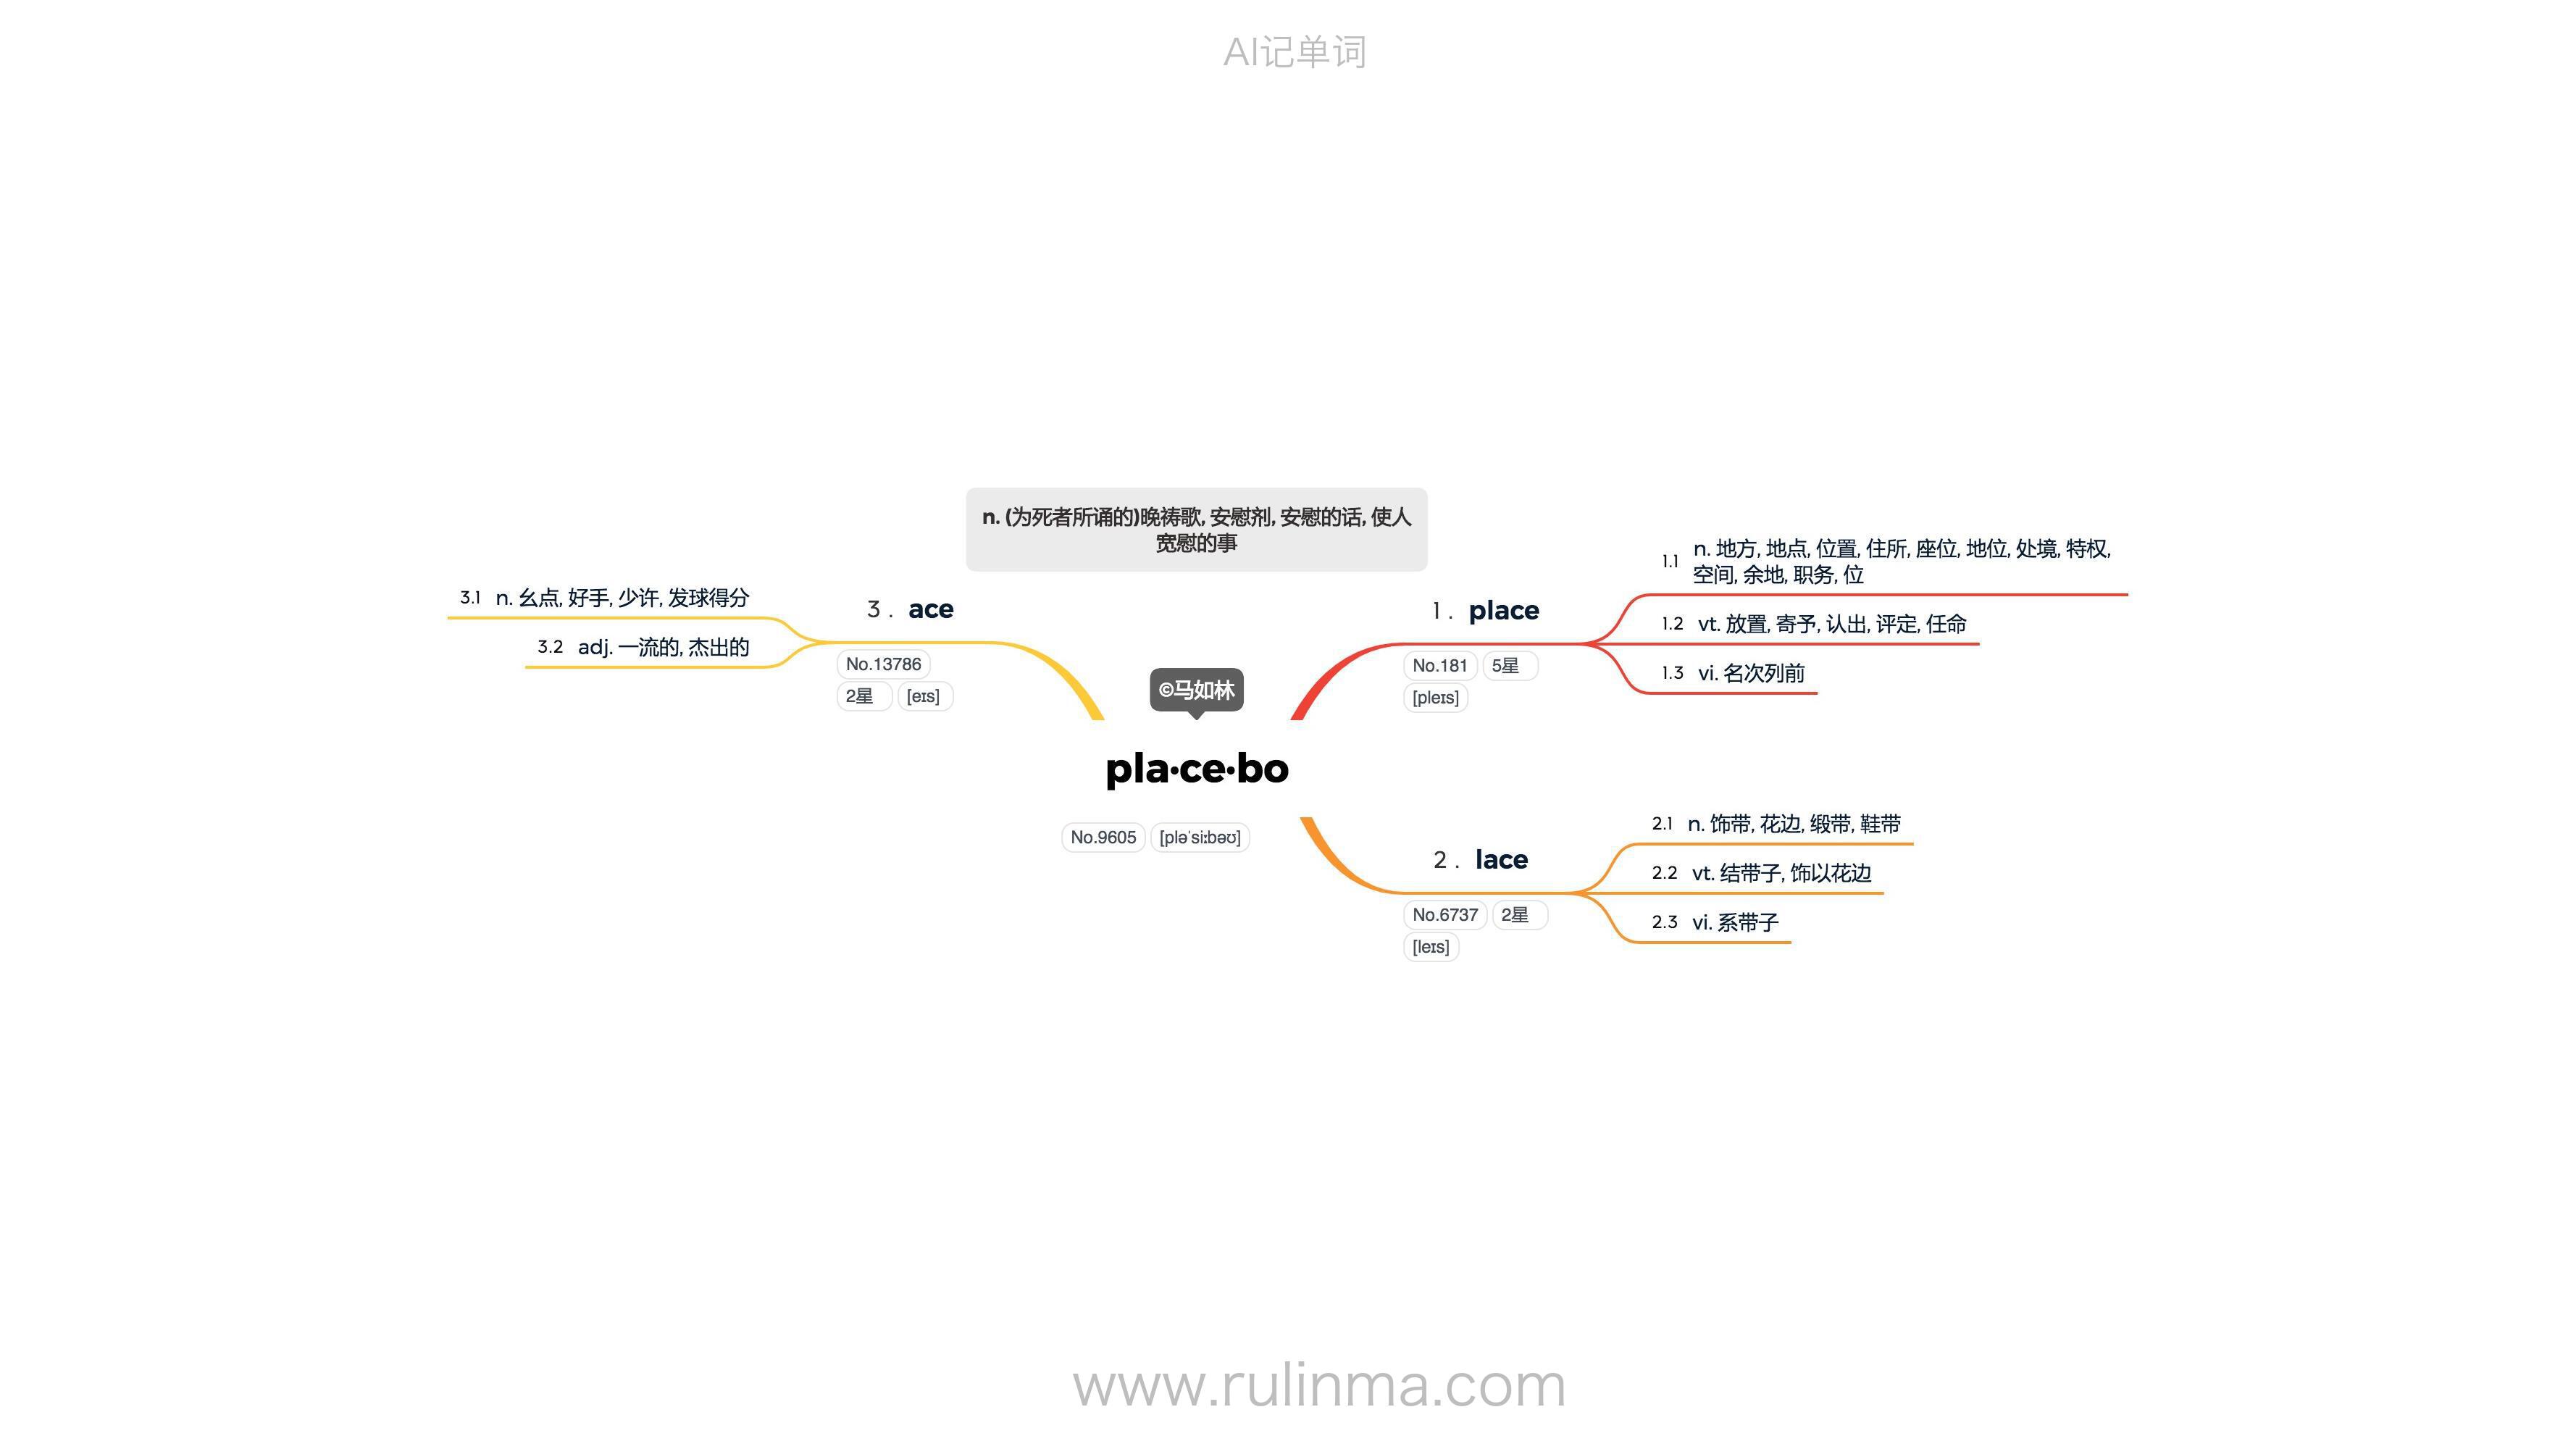 AI记单词
n. (为死者所诵的)晚祷歌, 安慰剂, 安慰的话, 使人
宽慰的事
©马如林
pla·ce·bo
No.9605 [pləˈsiːbəʊ]
1. place
No.181 5星
[pleɪs]
1.1 n. 地方, 地点, 位置, 住所, 座位, 地位, 处境, 特权,
空间, 余地, 职务, 位
1.2 vt. 放置, 寄予, 认出, 评定, 任命
1.3 vi. 名次列前
2. lace
No.6737 2星
[leɪs]
2.1 n. 饰带, 花边, 缎带, 鞋带
2.2 vt. 结带子, 饰以花边
2.3 vi. 系带子
3. ace
No.13786
2星 [eɪs]
3.1 n. 幺点, 好手, 少许, 发球得分
3.2 adj. 一流的, 杰出的
www.rulinma.com